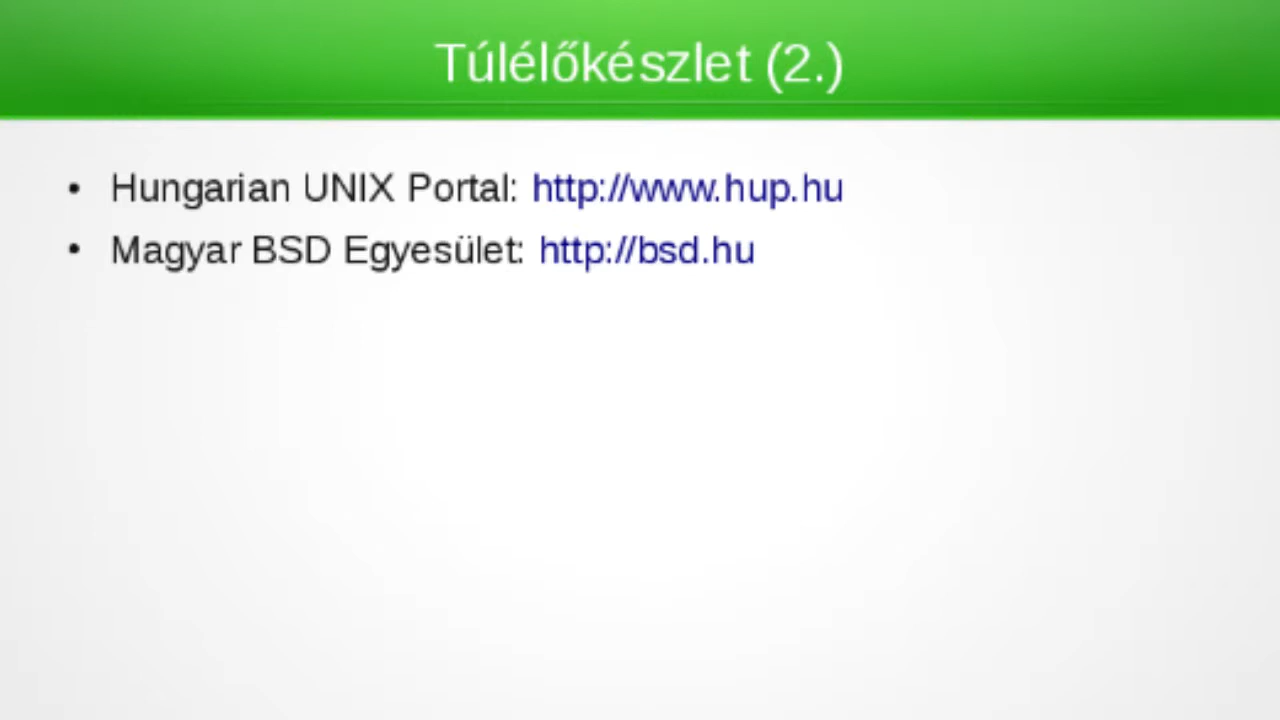 Túlélőkészlet (2.)
• Hungarian UNIX Portal: http://www.hup.hu
• Magyar BSD Egyesület: http://bsd.hu